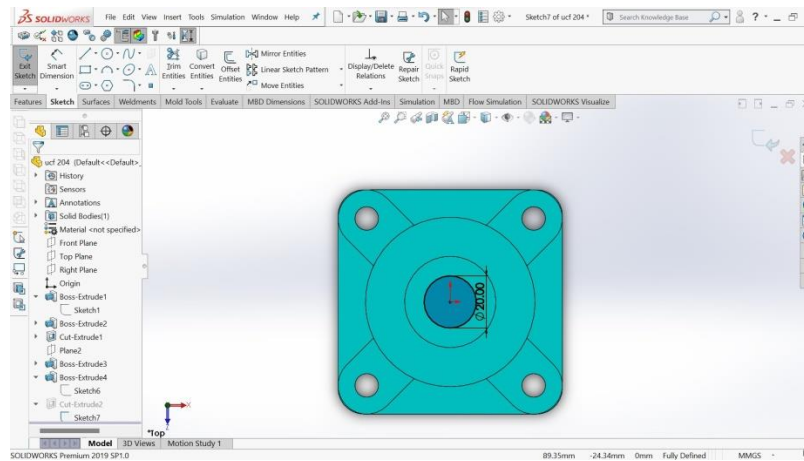 SOLIDWORKS File Edit View Insert Tools Simulation Window Help Sketch7 of ucf 204 * Search Knowledge Base
Exit Sketch
Smart Dimension
Trim Entities
Convert Entities
Offset Entities
Mirror Entities
Linear Sketch Pattern
Move Entities
Display/Delete Relations
Repair Sketch
Quick Snaps
Rapid Sketch
Features Sketch Surfaces Weldments Mold Tools Evaluate MBD Dimensions SOLIDWORKS Add-Ins Simulation MBD Flow Simulation SOLIDWORKS Visualize
ucf 204 (Default<<Default>_
History
Sensors
Annotations
Solid Bodies(1)
Material <not specified>
Front Plane
Top Plane
Right Plane
Origin
Boss-Extrude1
Sketch1
Boss-Extrude2
Cut-Extrude1
Plane2
Boss-Extrude3
Boss-Extrude4
Sketch6
Cut-Extrude2
Sketch7
Ø20.00
X
Z
*Top
Model 3D Views Motion Study 1
SOLIDWORKS Premium 2019 SP1.0 89.35mm -24.34mm 0mm Fully Defined MMGS